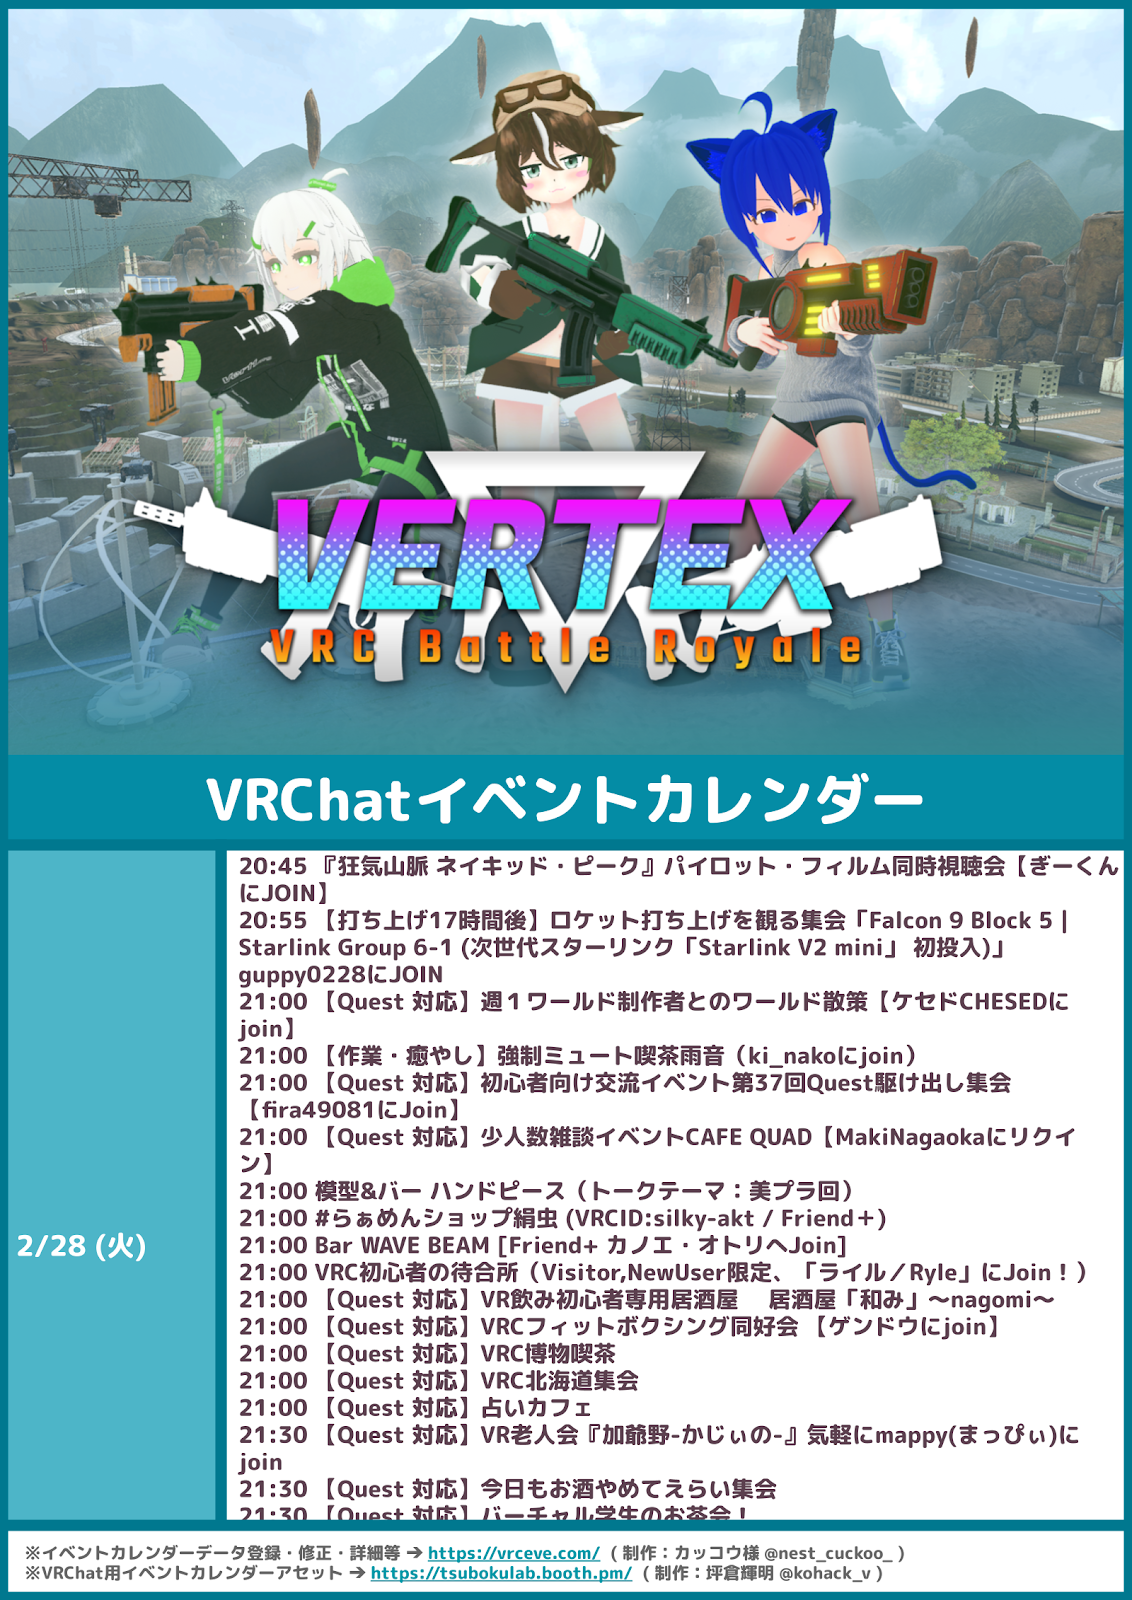 VERTEX
VRC Battle Royale
VRChatイベントカレンダー
2/28 (火)
20:45 『狂気山脈 ネイキッド・ピーク』パイロット・フィルム同時視聴会【ぎーくん
にJOIN】
20:55 【打ち上げ17時間後】ロケット打ち上げを観る集会「Falcon 9 Block 5 |
Starlink Group 6-1 (次世代スターリンク「Starlink V2 mini」 初投入)」
guppy0228にJOIN
21:00 【Quest 対応】週１ワールド制作者とのワールド散策【ケセドCHESEDに
join】
21:00 【作業・癒やし】強制ミュート喫茶雨音（ki_nakoにjoin）
21:00 【Quest 対応】初心者向け交流イベント第37回Quest駆け出し集会
【fira49081にJoin】
21:00 【Quest 対応】少人数雑談イベントCAFE QUAD【MakiNagaokaにリクイ
ン】
21:00 模型&バー ハンドピース（トークテーマ：美プラ回）
21:00 #らぁめんショップ絹虫 (VRCID:silky-akt / Friend＋)
21:00 Bar WAVE BEAM [Friend+ カノエ・オトリへJoin]
21:00 VRC初心者の待合所（Visitor,NewUser限定、「ライル／Ryle」にJoin！）
21:00 【Quest 対応】VR飲み初心者専用居酒屋　居酒屋「和み」～nagomi～
21:00 【Quest 対応】VRCフィットボクシング同好会 【ゲンドウにjoin】
21:00 【Quest 対応】VRC博物喫茶
21:00 【Quest 対応】VRC北海道集会
21:00 【Quest 対応】占いカフェ
21:30 【Quest 対応】VR老人会『加爺野-かじぃの-』気軽にmappy(まっぴぃ)に
join
21:30 【Quest 対応】今日もお酒やめてえらい集会
21:30 【Quest 対応】バーチャル学生のお茶会！
※イベントカレンダーデータ登録・修正・詳細等 ➔ https://vrceve.com/ ( 制作：カッコウ様 @nest_cuckoo_ )
※VRChat用イベントカレンダーアセット ➔ https://tsubokulab.booth.pm/ ( 制作：坪倉輝明 @kohack_v )